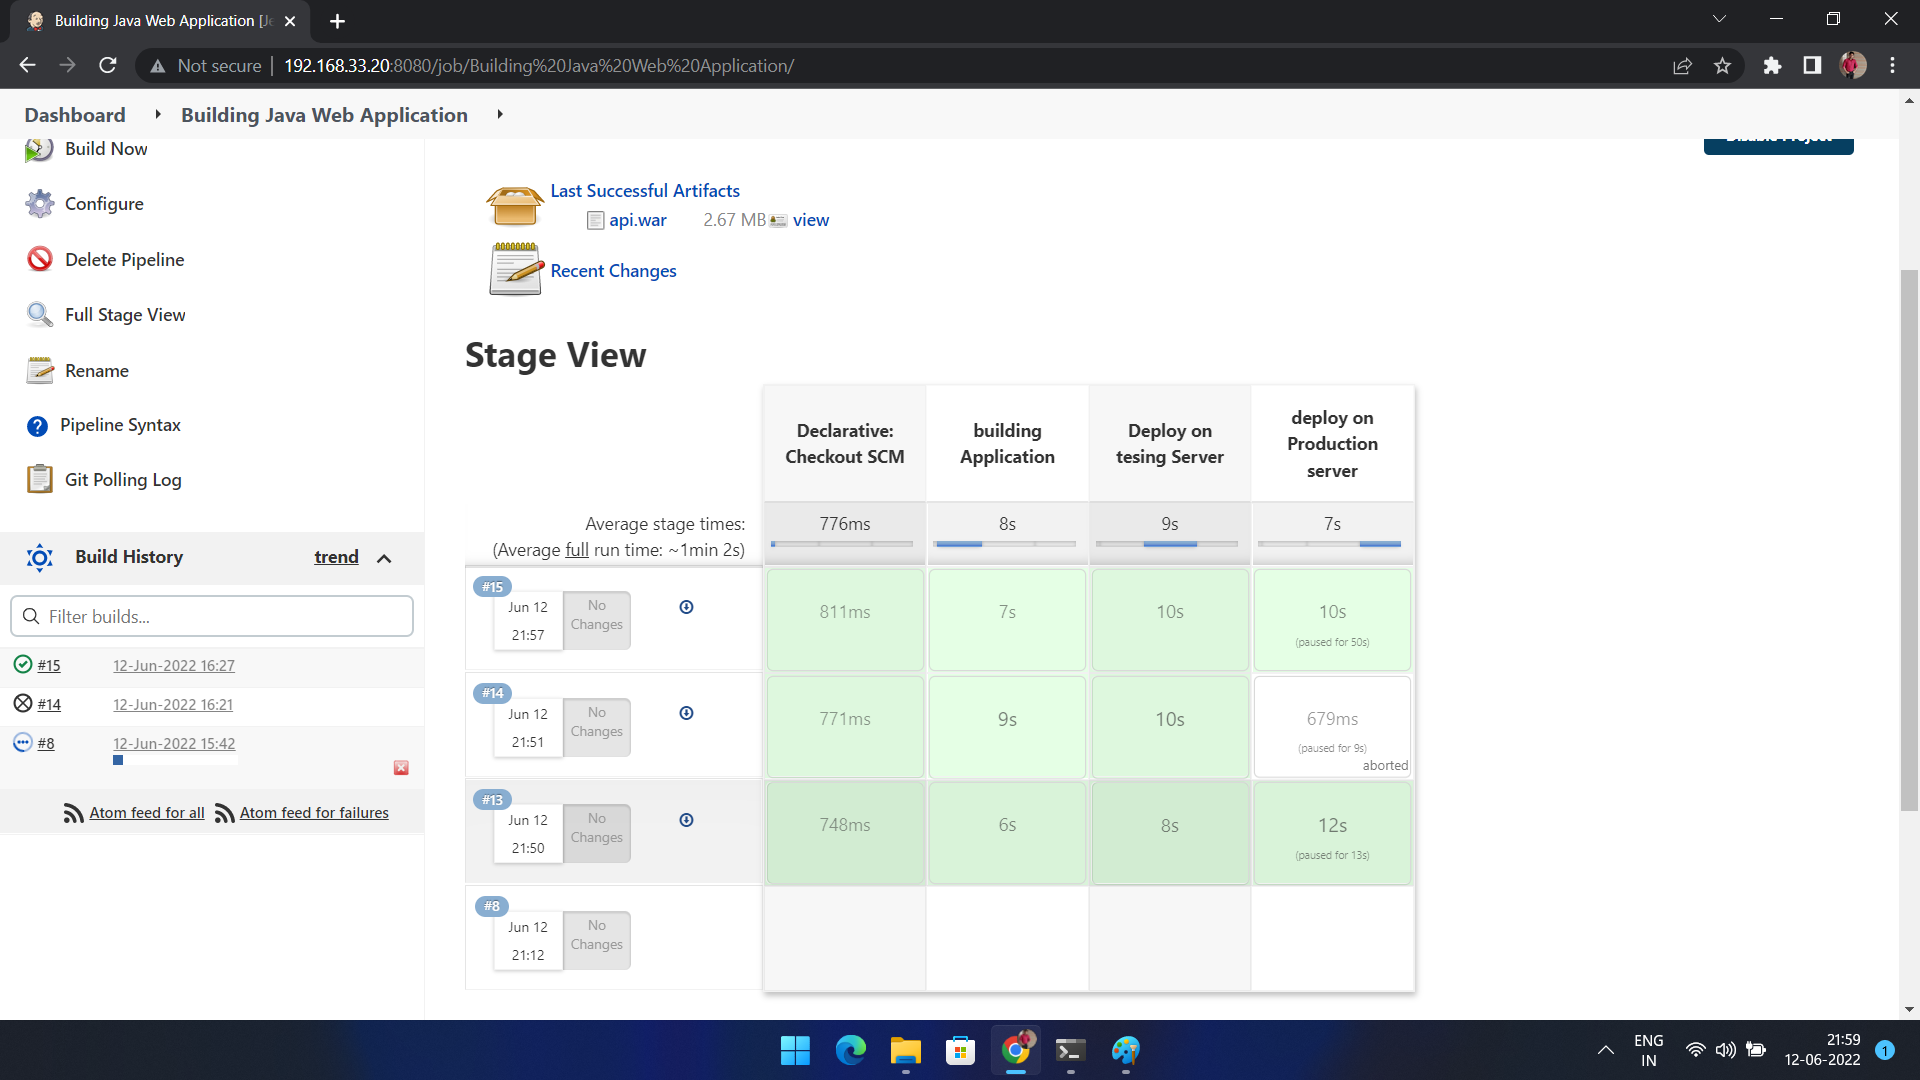 Building Java Web Application [Je
Not secure
192.168.33.20:8080/job/Building%20Java%20Web%20Application/
Dashboard
Building Java Web Application
Build Now
Configure
Delete Pipeline
Full Stage View
Rename
Pipeline Syntax
Git Polling Log
Build History trend
Filter builds...
#15 12-Jun-2022 16:27
#14 12-Jun-2022 16:21
#8 12-Jun-2022 15:42
Atom feed for all Atom feed for failures
Disable Project
Last Successful Artifacts
api.war 2.67 MB view
Recent Changes
Stage View
Declarative:
Checkout SCM
building
Application
Deploy on
tesing Server
deploy on
Production
server
Average stage times:
(Average full run time: ~1min 2s)
776ms
8s
9s
7s
#15
Jun 12
21:57
No
Changes
811ms
7s
10s
10s
(paused for 50s)
#14
Jun 12
21:51
No
Changes
771ms
9s
10s
679ms
(paused for 9s)
aborted
#13
Jun 12
21:50
No
Changes
748ms
6s
8s
12s
(paused for 13s)
#8
Jun 12
21:12
No
Changes
ENG
IN
21:59
12-06-2022
1